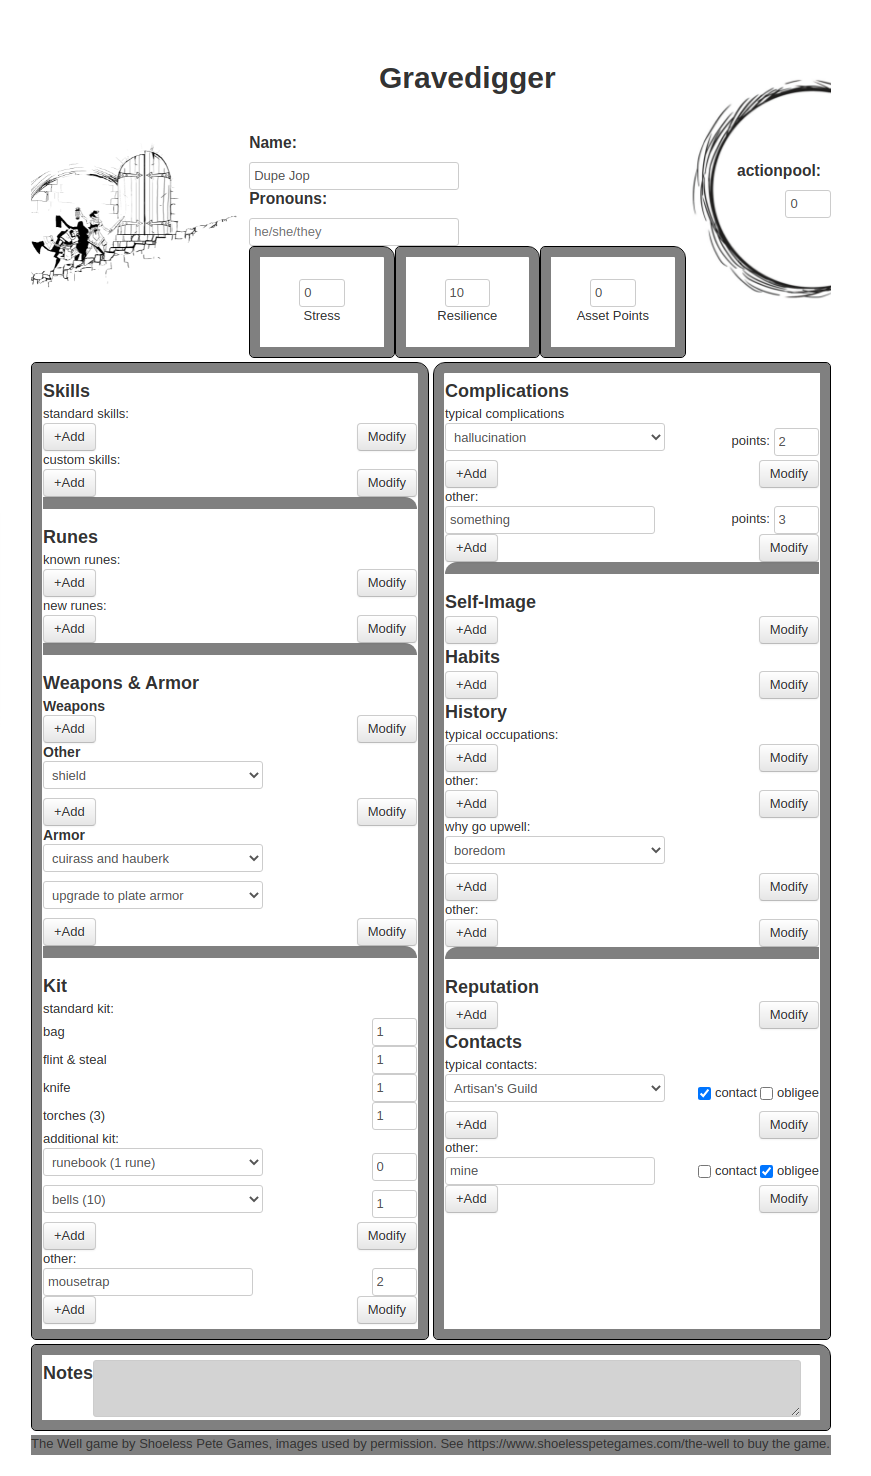 Gravedigger
Name:
Dupe Jop
Pronouns:
he/she/they
actionpool:
0
0
Stress
10
Resilience
0
Asset Points
Skills
standard skills:
+Add Modify
custom skills:
+Add Modify
Runes
known runes:
+Add Modify
new runes:
+Add Modify
Weapons & Armor
Weapons
+Add Modify
Other
shield
+Add Modify
Armor
cuirass and hauberk
upgrade to plate armor
+Add Modify
Kit
standard kit:
bag 1
flint & steal 1
knife 1
torches (3) 1
additional kit:
runebook (1 rune) 0
bells (10) 1
+Add Modify
other:
mousetrap 2
+Add Modify
Complications
typical complications
hallucination points: 2
+Add Modify
other:
something points: 3
+Add Modify
Self-Image
+Add Modify
Habits
+Add Modify
History
typical occupations:
+Add Modify
other:
+Add Modify
why go upwell:
boredom
+Add Modify
other:
+Add Modify
Reputation
+Add Modify
Contacts
typical contacts:
Artisan's Guild contact obligee
+Add Modify
other:
mine contact obligee
+Add Modify
Notes
The Well game by Shoeless Pete Games, images used by permission. See https://www.shoelesspetegames.com/the-well to buy the game.